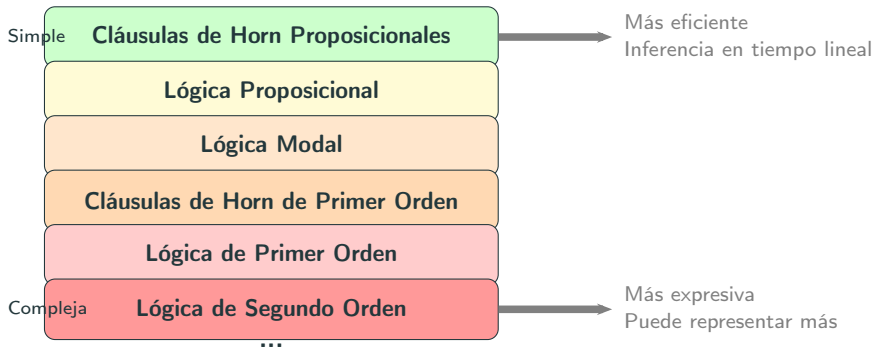 Simple
Cláusulas de Horn Proposicionales
Más eficiente
Inferencia en tiempo lineal
Lógica Proposicional
Lógica Modal
Cláusulas de Horn de Primer Orden
Lógica de Primer Orden
Compleja
Lógica de Segundo Orden
Más expresiva
Puede representar más
...